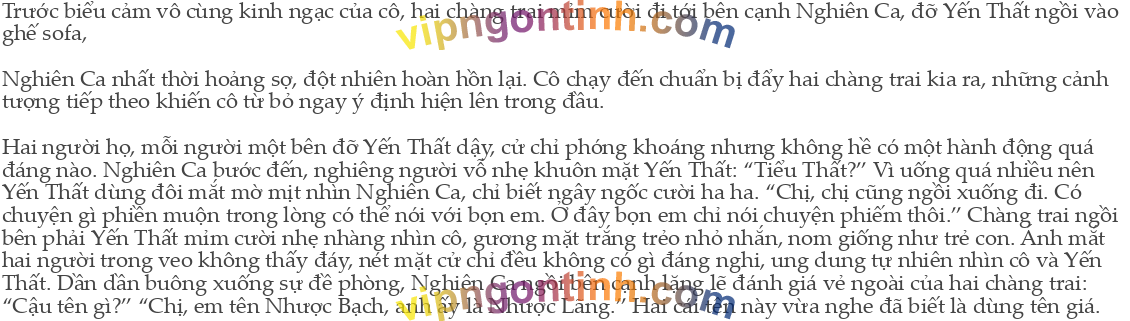 Trước biểu cảm vô cùng kinh ngạc của cô, hai chàng trai mỉm cười đi tới bên cạnh Nghiên Ca, đỡ Yến Thất ngồi vào
vipngontinh.com
ghế sofa,
Nghiên Ca nhất thời hoảng sợ, đột nhiên hoàn hồn lại. Cô chạy đến chuẩn bị đẩy hai chàng trai kia ra, những cảnh
tượng tiếp theo khiến cô từ bỏ ngay ý định hiện lên trong đầu.
Hai người họ, mỗi người một bên đỡ Yến Thất dậy, cử chỉ phóng khoáng nhưng không hề có một hành động quá
đáng nào. Nghiên Ca bước đến, nghiêng người vỗ nhẹ khuôn mặt Yến Thất: “Tiểu Thất?” Vì uống quá nhiều nên
Yến Thất dùng đôi mắt mờ mịt nhìn Nghiên Ca, chỉ biết ngây ngốc cười ha ha. “Chị, chị cũng ngồi xuống đi. Có
chuyện gì phiền muộn trong lòng có thể nói với bọn em. Ở đây bọn em chỉ nói chuyện phiếm thôi.” Chàng trai ngồi
bên phải Yến Thất mỉm cười nhẹ nhàng nhìn cô, gương mặt trắng trẻo nhỏ nhắn, nom giống như trẻ con. Ánh mắt
hai người trong veo không thấy đáy, nét mặt cử chỉ đều không có gì đáng nghi, ung dung tự nhiên nhìn cô và Yến
Thất. Dần dần buông xuống sự đề phòng, Nghiên Ca ngồi bên cạnh lặng lẽ đánh giá vẻ ngoài của hai chàng trai:
vipngontinh.com
“Cậu tên gì?” “Chị, em tên Nhược Bạch, anh ấy là Nhược Lang.” Hai cái tên này vừa nghe đã biết là dùng tên giả.